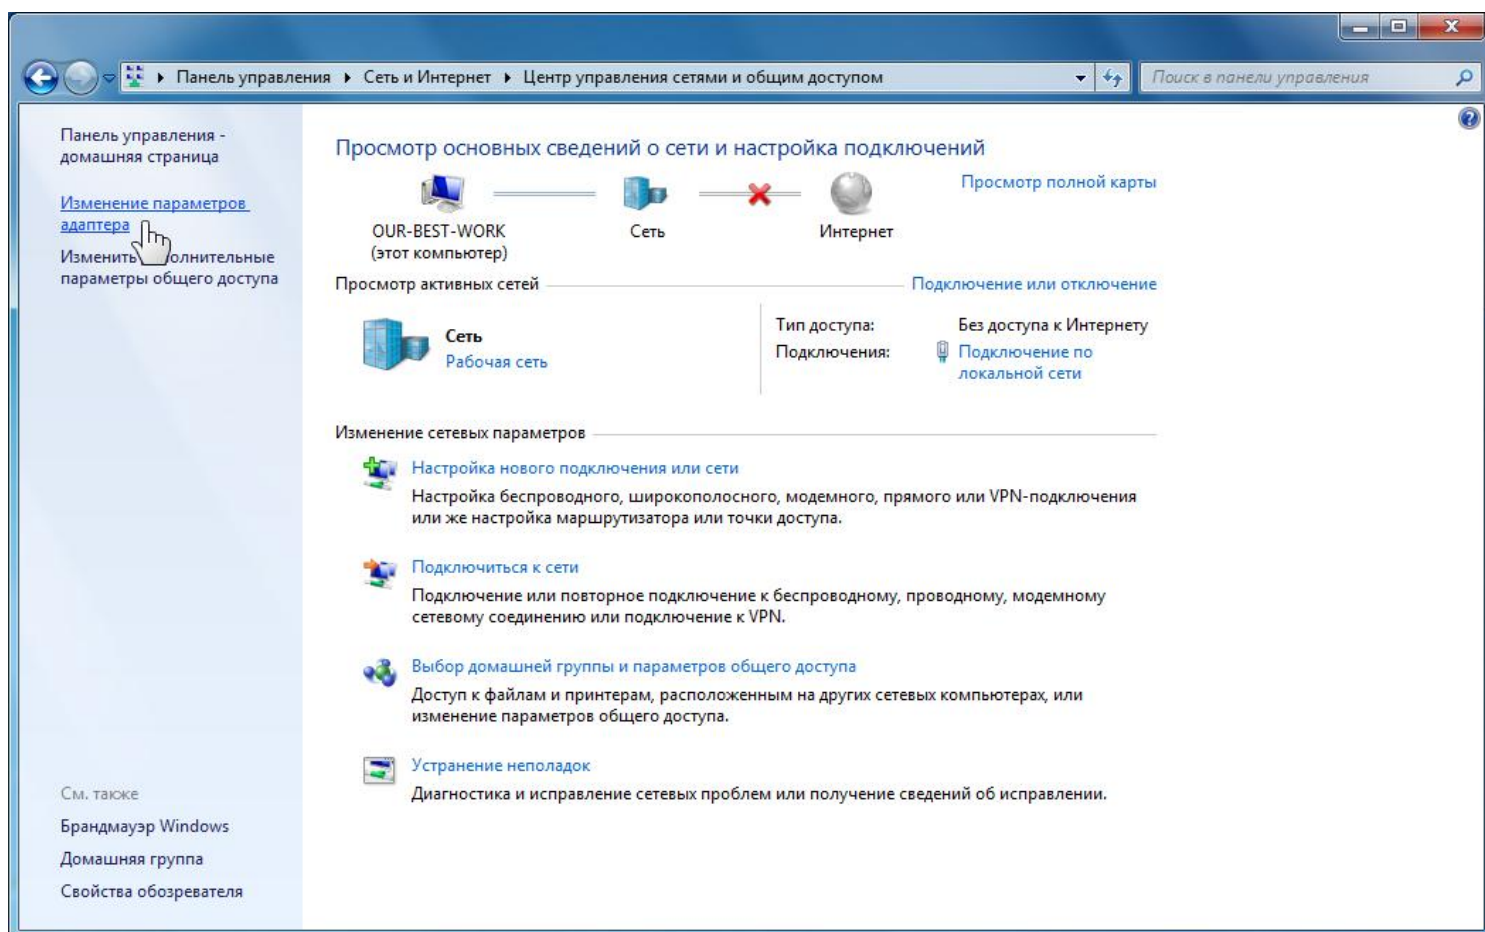 Панель управления
Сеть и Интернет
Центр управления сетями и общим доступом
Поиск в панели управления
Панель управления -
домашняя страница
Изменение параметров
адаптера
Изменить
олнительные
параметры общего доступа
См. также
Брандмауэр Windows
Домашняя группа
Свойства обозревателя
Просмотр основных сведений о сети и настройка подключений
Просмотр полной карты
OUR-BEST-WORK
(этот компьютер)
Сеть
Интернет
Просмотр активных сетей
Подключение или отключение
Сеть
Рабочая сеть
Тип доступа: Без доступа к Интернету
Подключения: Подключение по
локальной сети
Изменение сетевых параметров
Настройка нового подключения или сети
Настройка беспроводного, широкополосного, модемного, прямого или VPN-подключения
или же настройка маршрутизатора или точки доступа.
Подключиться к сети
Подключение или повторное подключение к беспроводному, проводному, модемному
сетевому соединению или подключение к VPN.
Выбор домашней группы и параметров общего доступа
Доступ к файлам и принтерам, расположенным на других сетевых компьютерах, или
изменение параметров общего доступа.
Устранение неполадок
Диагностика и исправление сетевых проблем или получение сведений об исправлении.